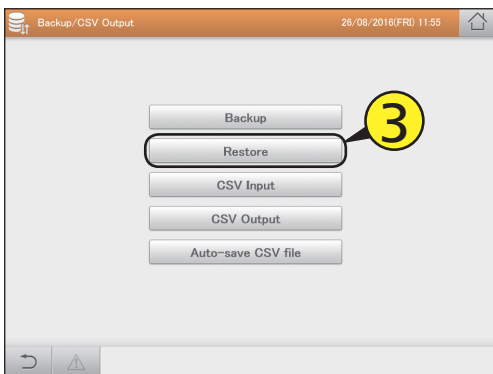 Backup/CSV Output 26/08/2016(FRI) 11:55
Backup
3
Restore
CSV Input
CSV Output
Auto-save CSV file